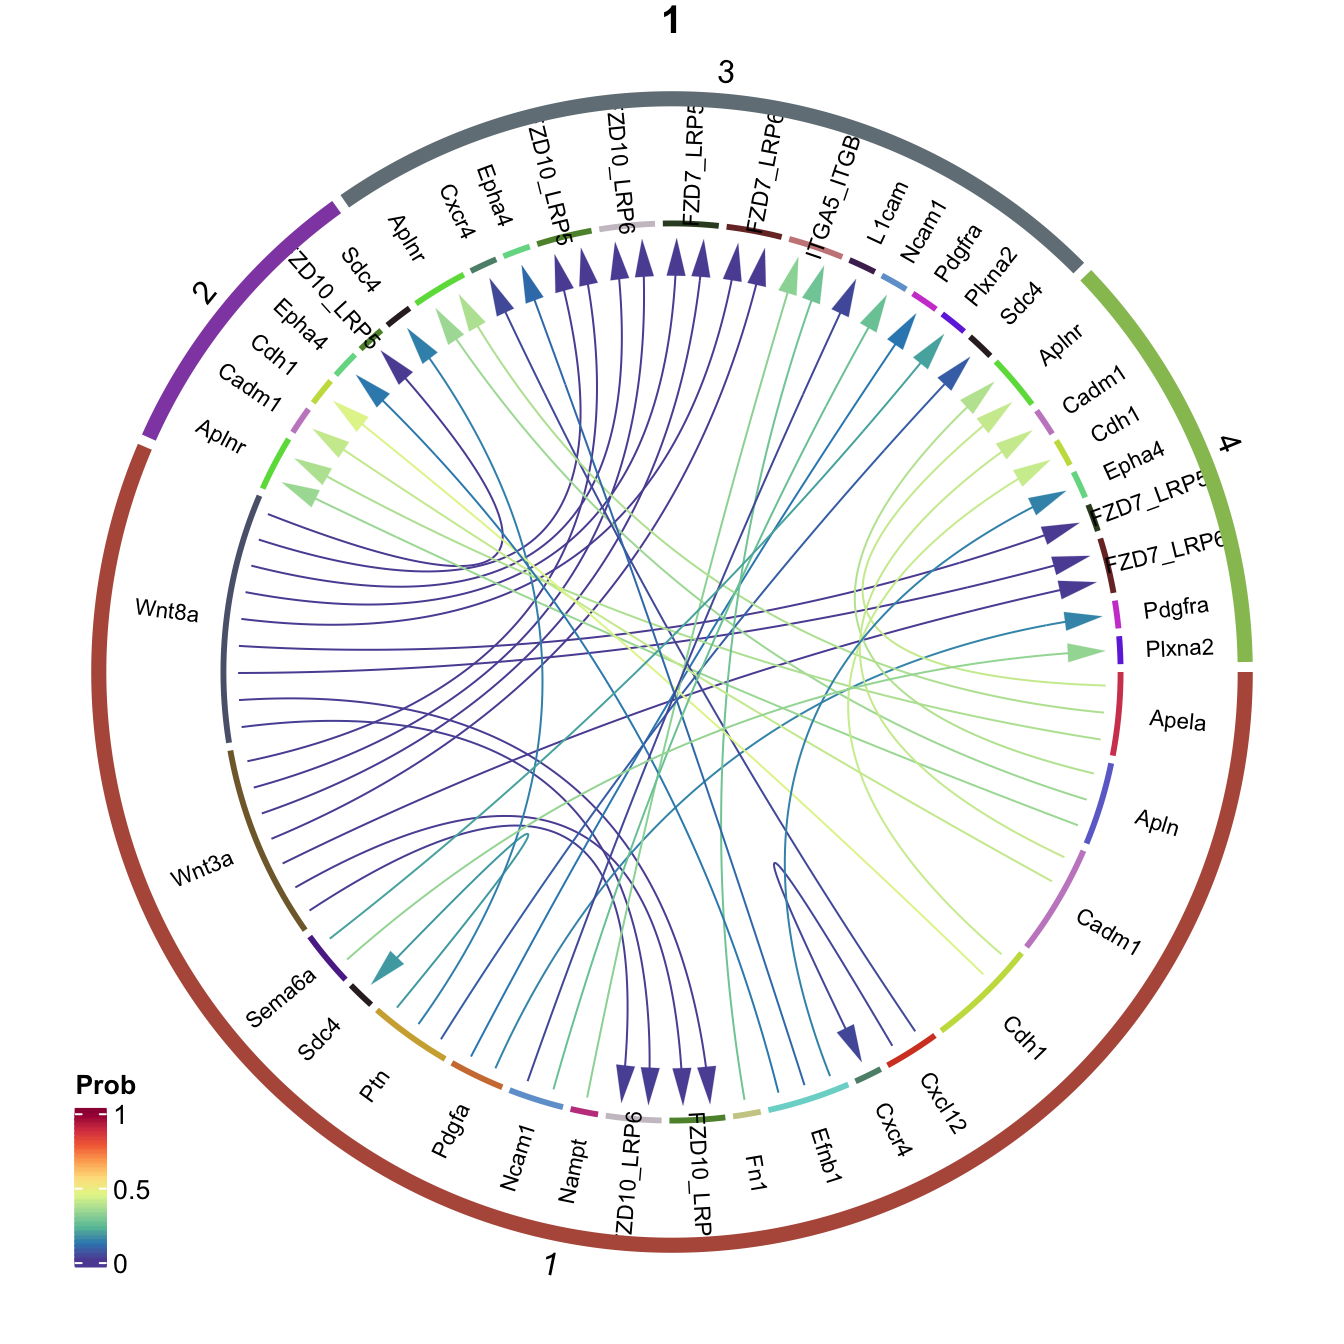 1
3
2
4
1
Aplnr
Cadm1
Cdh1
Epha4
ZD10_LRP5
Sdc4
Aplnr
Cxcr4
Epha4
ZD10_LRP5
ZD10_LRP6
FZD7_LRP5
FZD7_LRP6
ITGA5_ITGB
L1cam
Ncam1
Pdgfra
Plxna2
Sdc4
Aplnr
Cadm1
Cdh1
Epha4
FZD7_LRP5
FZD7_LRP6
Pdgfra
Plxna2
Apela
Apln
Cadm1
Cdh1
Cxcl12
Cxcr4
Efnb1
Fn1
FZD10_LRP
ZD10_LRP6
Nampt
Ncam1
Pdgfa
Ptn
Sdc4
Sema6a
Wnt3a
Wnt8a
Prob
1
0.5
0